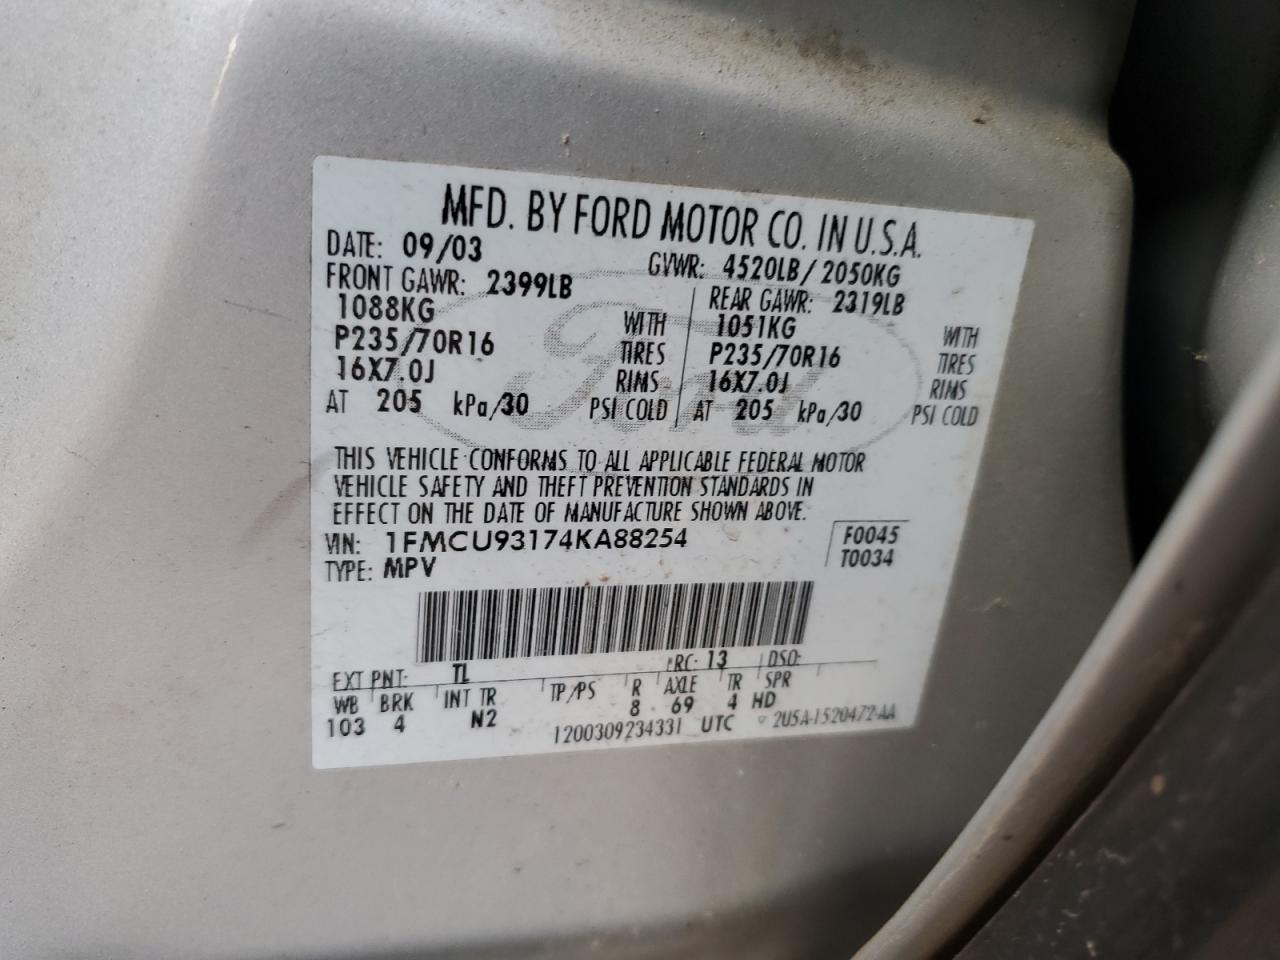 MFD. BY FORD MOTOR CO. IN U.S.A.
DATE: 09/03 GVWR: 4520LB/2050KG
FRONT GAWR: 2399LB REAR GAWR: 2319LB
1088KG WITH 1051KG WITH
P235/70R16 TIRES P235/70R16 TIRES
16X7.0J RIMS 16X7.0J RIMS
AT 205 kPa/30 PSI COLD AT 205 kPa/30 PSI COLD
Ford
THIS VEHICLE CONFORMS TO ALL APPLICABLE FEDERAL MOTOR
VEHICLE SAFETY AND THEFT PREVENTION STANDARDS IN
EFFECT ON THE DATE OF MANUFACTURE SHOWN ABOVE.
VIN: 1FMCU93174KA88254 F0045
TYPE: MPV T0034
EXT PNT: TL RC: 13 DSO:
WB BRK INT TR TP/PS R AXLE TR SPR
103 4 N2 8 69 4 HD
1200309234331 UTC 2U5A-1520472-AA